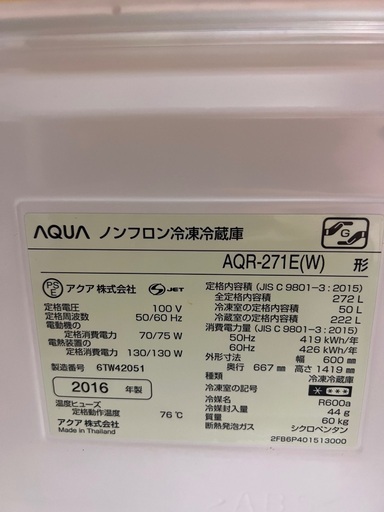 AQUA ノンフロン冷凍冷蔵庫
G
AQR-271E(W) 形
PS E アクア 株式会社 S JET
定格電圧 100 V
定格周波数 50/60 Hz
電動機の
定格消費電力 70/75 W
電熱装置の
定格消費電力 130/130 W
製造番号 6TW42051
2016 年製
温度ヒューズ
定格動作温度 76℃
アクア 株式会社
Made in Thailand
定格内容積 (JIS C 9801-3:2015)
全定格内容積 272 L
冷凍室の定格内容積 50 L
冷蔵室の定格内容積 222 L
消費電力量 (JIS C 9801-3:2015)
50Hz 419 kWh/年
60Hz 426 kWh/年
外形寸法 幅 600 mm
奥行 667 mm 高さ 1419 mm
種類 冷凍冷蔵庫
冷凍室の記号
冷媒名 R600a
冷媒封入量 44 g
質量 60 kg
断熱発泡ガス シクロペンタン
2FB6P401513000